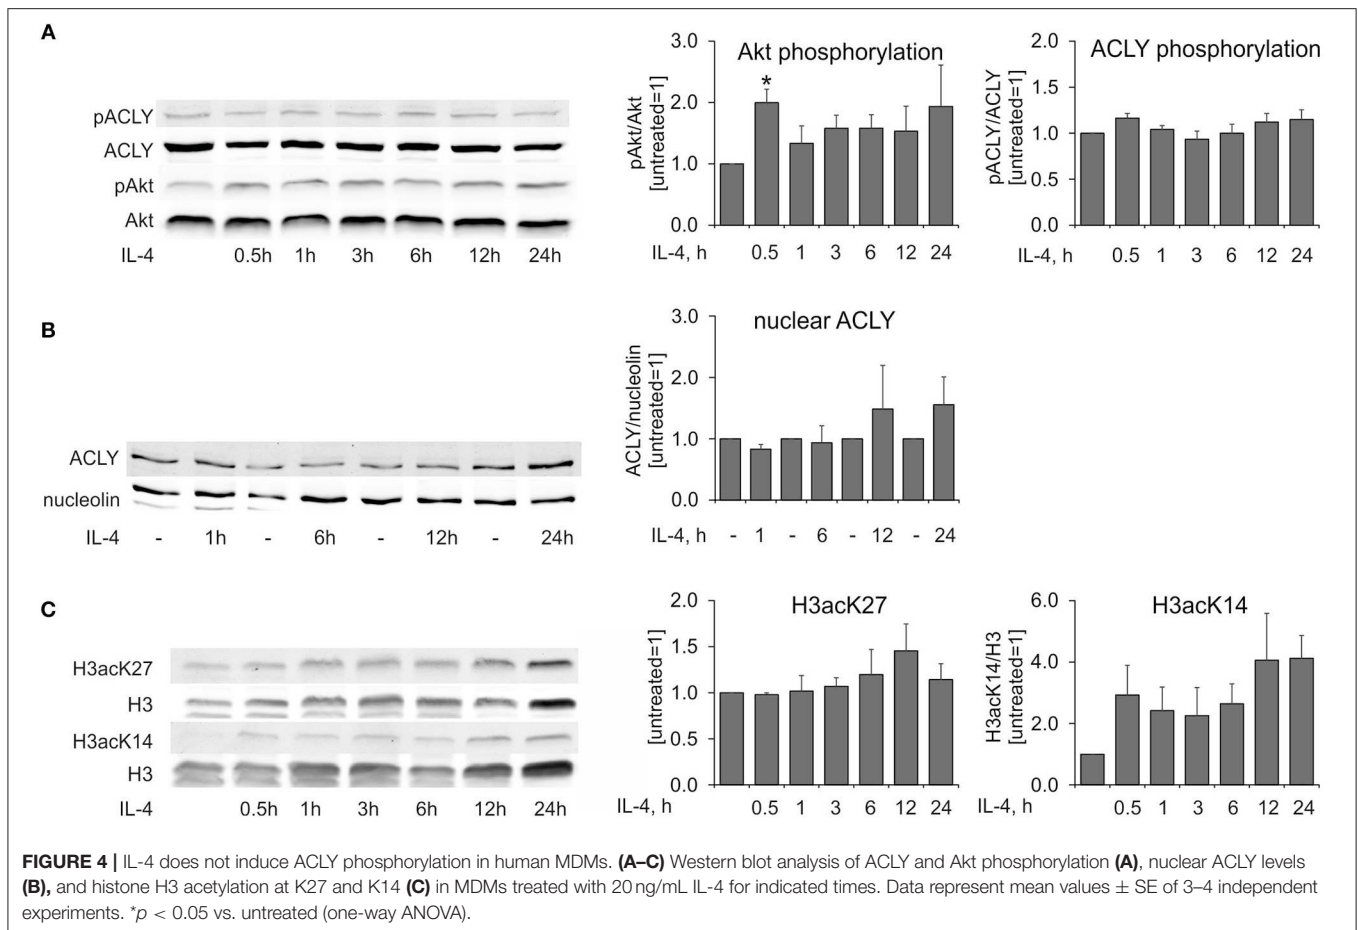 A
pACLY
ACLY
pAkt
Akt
IL-4 0.5h 1h 3h 6h 12h 24h
Akt phosphorylation
pAkt/Akt
[untreated=1]
3.0
2.0
1.0
0.0
*
IL-4, h 0.5 1 3 6 12 24
ACLY phosphorylation
pACLY/ACLY
[untreated=1]
2.0
1.5
1.0
0.5
0.0
IL-4, h 0.5 1 3 6 12 24
B
ACLY
nucleolin
IL-4 - 1h - 6h - 12h - 24h
nuclear ACLY
ACLY/nucleolin
[untreated=1]
3.0
2.0
1.0
0.0
IL-4, h - 1 - 6 - 12 - 24
C
H3acK27
H3
H3acK14
H3
IL-4 0.5h 1h 3h 6h 12h 24h
H3acK27
[untreated=1]
2.0
1.5
1.0
0.5
0.0
IL-4, h 0.5 1 3 6 12 24
H3acK14
H3acK14/H3
[untreated=1]
6.0
4.0
2.0
0.0
IL-4, h 0.5 1 3 6 12 24
FIGURE 4 | IL-4 does not induce ACLY phosphorylation in human MDMs. (A–C) Western blot analysis of ACLY and Akt phosphorylation (A), nuclear ACLY levels
(B), and histone H3 acetylation at K27 and K14 (C) in MDMs treated with 20 ng/mL IL-4 for indicated times. Data represent mean values ± SE of 3–4 independent
experiments. *p < 0.05 vs. untreated (one-way ANOVA).